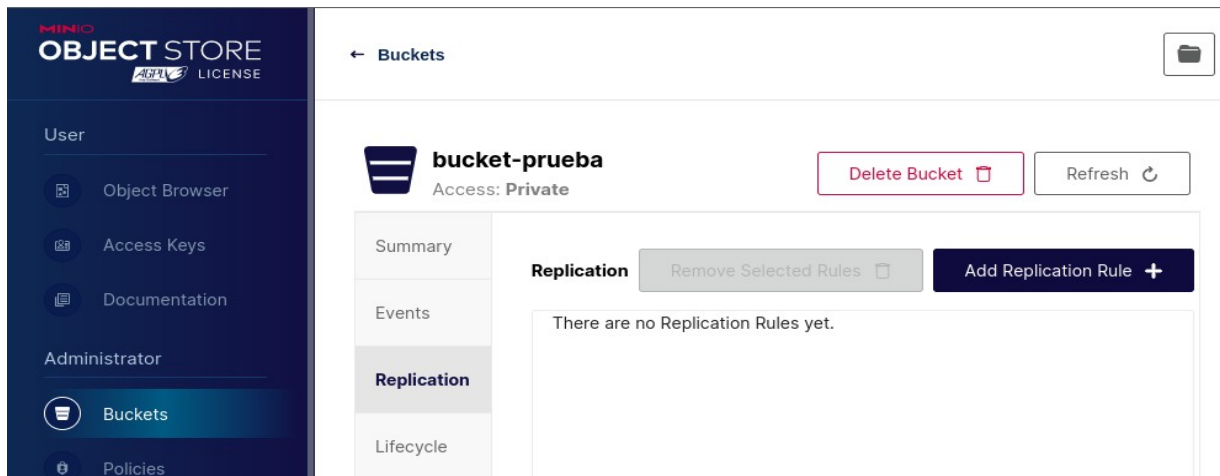 MINIO
OBJECT STORE
AGPLv3 LICENSE
User
Object Browser
Access Keys
Documentation
Administrator
Buckets
Policies
← Buckets
bucket-prueba
Access: Private
Delete Bucket
Refresh
Summary
Events
Replication
Lifecycle
Replication
Remove Selected Rules
Add Replication Rule +
There are no Replication Rules yet.